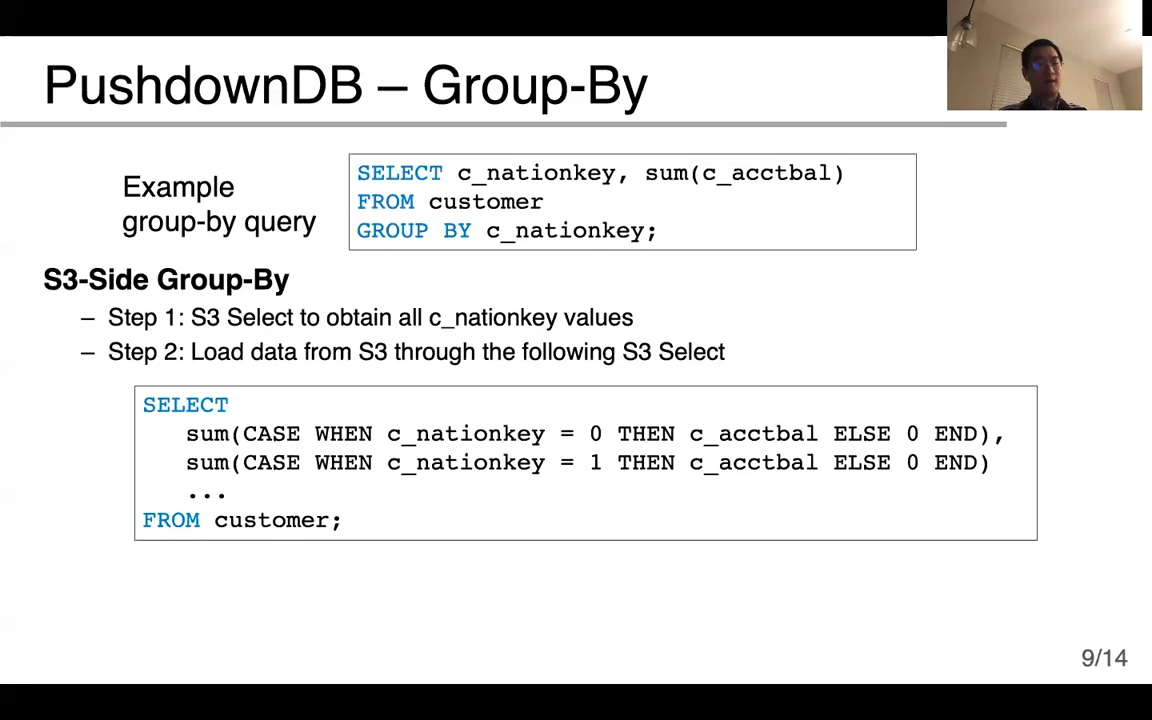 PushdownDB – Group-By
Example
group-by query
SELECT c_nationkey, sum(c_acctbal)
FROM customer
GROUP BY c_nationkey;
S3-Side Group-By
– Step 1: S3 Select to obtain all c_nationkey values
– Step 2: Load data from S3 through the following S3 Select
SELECT
sum(CASE WHEN c_nationkey = 0 THEN c_acctbal ELSE 0 END),
sum(CASE WHEN c_nationkey = 1 THEN c_acctbal ELSE 0 END)
...
FROM customer;
9/14